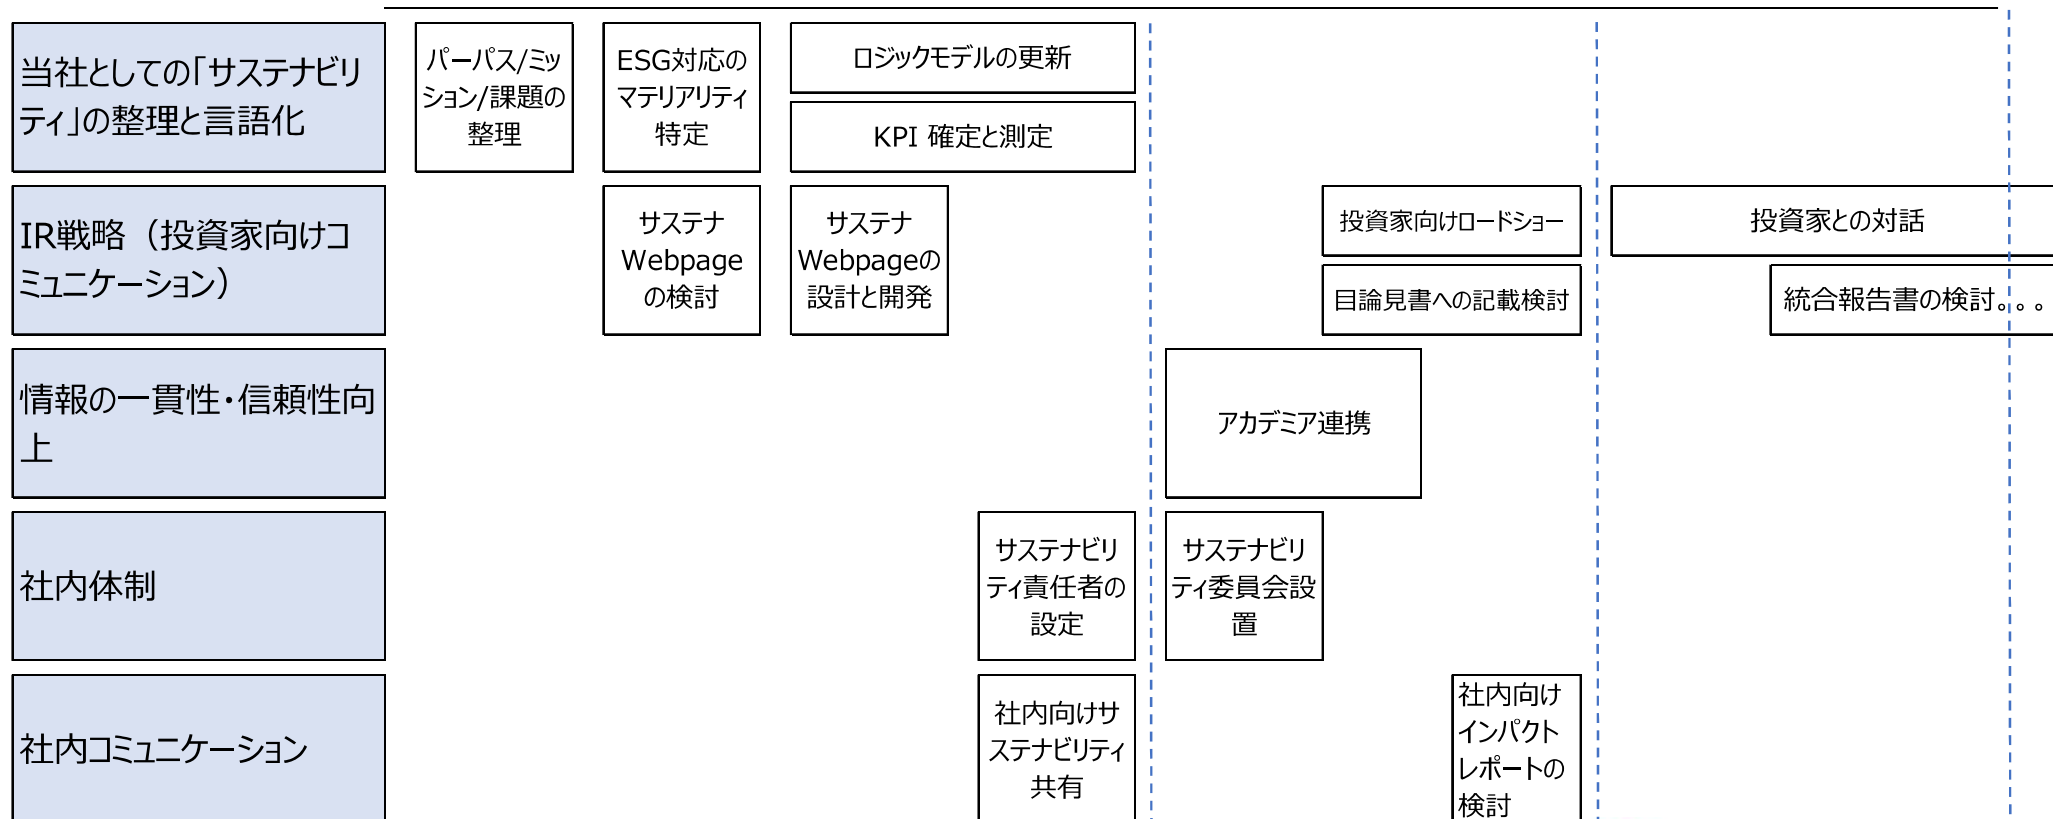 当社としての「サステナビリ
ティ」の整理と言語化
パーパス/ミッ
ション/課題の
整理
ESG対応の
マテリアリティ
特定
ロジックモデルの更新
KPI 確定と測定
IR戦略（投資家向けコ
ミュニケーション）
サステナ
Webpage
の検討
サステナ
Webpageの
設計と開発
投資家向けロードショー
目論見書への記載検討
投資家との対話
統合報告書の検討。。。
情報の一貫性・信頼性向
上
アカデミア連携
社内体制
サステナビリ
ティ責任者の
設定
サステナビリ
ティ委員会設
置
社内コミュニケーション
社内向けサ
ステナビリティ
共有
社内向け
インパクト
レポートの
検討